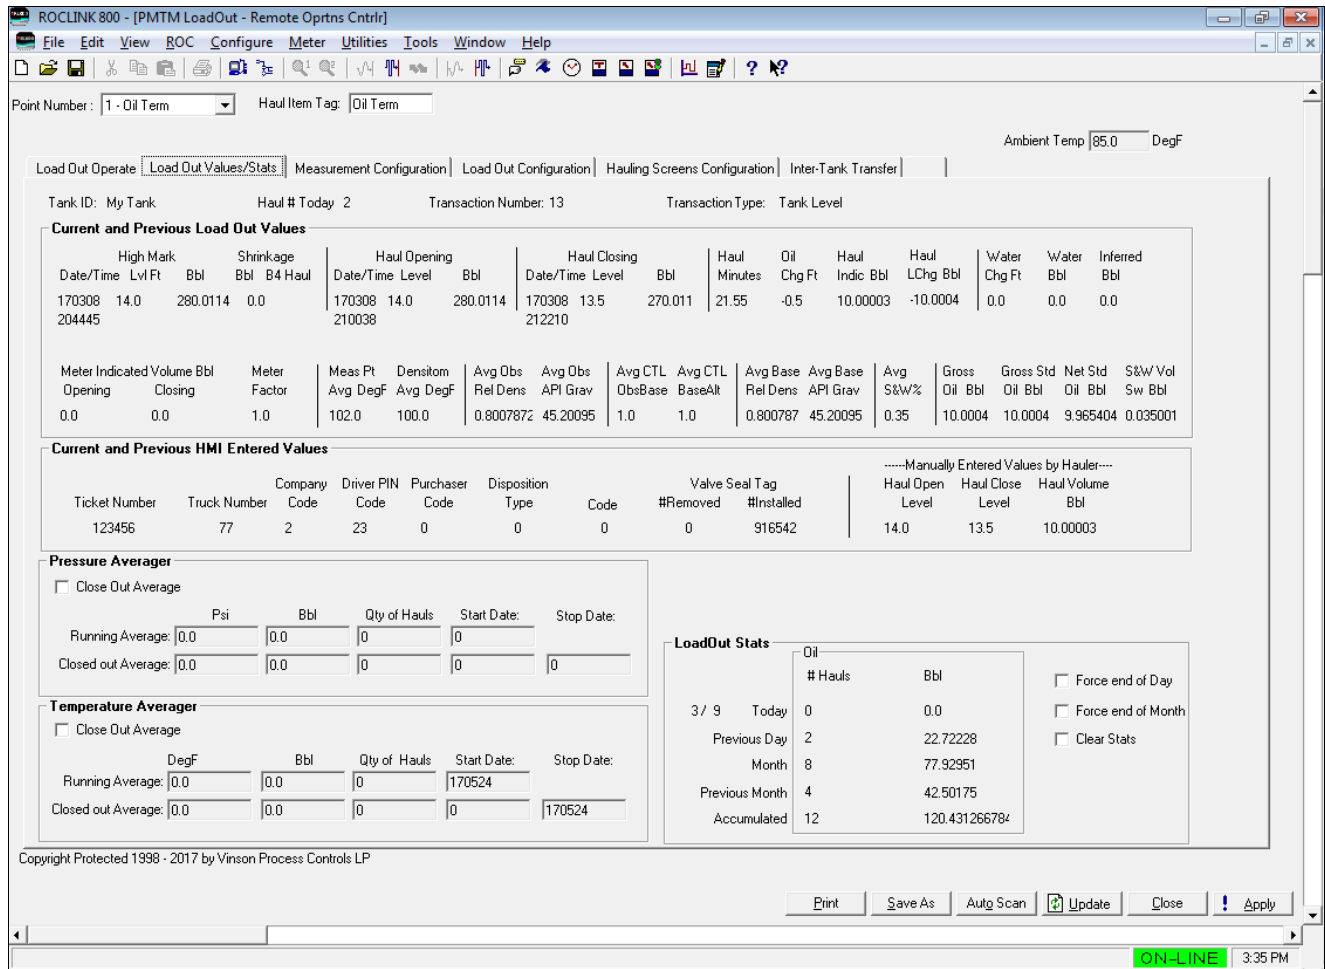 ROCLINK 800 - [PMTM LoadOut - Remote Oprtns Cntrlr]
File Edit View ROC Configure Meter Utilities Tools Window Help
Point Number : 1 - Oil Term Haul Item Tag: Oil Term
Ambient Temp 85.0 DegF
Load Out Operate Load Out Values/Stats Measurement Configuration Load Out Configuration Hauling Screens Configuration Inter-Tank Transfer
Tank ID: My Tank Haul # Today 2 Transaction Number: 13 Transaction Type: Tank Level
Current and Previous Load Out Values
High Mark Shrinkage Haul Opening Haul Closing Haul Oil Haul Haul Water Water Inferred
Date/Time Lvl Ft Bbl Bbl B4 Haul Date/Time Level Bbl Date/Time Level Bbl Minutes Chg Ft Indic Bbl LChg Bbl Chg Ft Bbl Bbl
170308 14.0 280.0114 0.0 170308 14.0 280.0114 170308 13.5 270.011 21.55 -0.5 10.00003 -10.0004 0.0 0.0 0.0
204445 210038 212210
Meter Indicated Volume Bbl Meter Meas Pt Densitom Avg Obs Avg Obs Avg CTL Avg CTL Avg Base Avg Base Avg Gross Gross Std Net Std S&W Vol
Opening Closing Factor Avg DegF Avg DegF Rel Dens API Grav ObsBase BaseAlt Rel Dens API Grav S&W% Oil Bbl Oil Bbl Oil Bbl Sw Bbl
0.0 0.0 1.0 102.0 100.0 0.8007872 45.20095 1.0 1.0 0.800787 45.20095 0.35 10.0004 10.0004 9.965404 0.035001
Current and Previous HMI Entered Values
------Manually Entered Values by Hauler----
Company Driver PIN Purchaser Disposition Valve Seal Tag Haul Open Haul Close Haul Volume
Ticket Number Truck Number Code Code Code Type Code #Removed #Installed Level Level Bbl
123456 77 2 23 0 0 0 0 916542 14.0 13.5 10.00003
Pressure Averager
Close Out Average
Psi Bbl Qty of Hauls Start Date: Stop Date:
Running Average: 0.0 0.0 0 0
Closed out Average: 0.0 0.0 0 0 0
Temperature Averager
Close Out Average
DegF Bbl Qty of Hauls Start Date: Stop Date:
Running Average: 0.0 0.0 0 170524
Closed out Average: 0.0 0.0 0 0 170524
LoadOut Stats
Oil
# Hauls Bbl
3 / 9 Today 0 0.0
Previous Day 2 22.72228
Month 8 77.92951
Previous Month 4 42.50175
Accumulated 12 120.431266784
Force end of Day
Force end of Month
Clear Stats
Copyright Protected 1998 - 2017 by Vinson Process Controls LP
Print Save As Auto Scan Update Close ! Apply
ON-LINE 3:35 PM